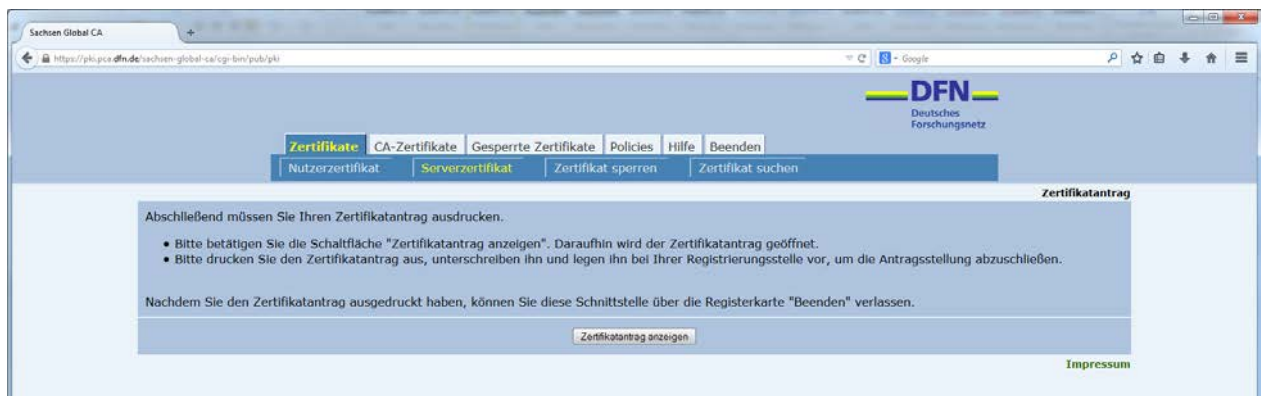 Sachsen Global CA
https://pki.pca.dfn.de/sachsen-global-ca/cgi-bin/pub/pki
Google
DFN
Deutsches
Forschungsnetz
Zertifikate CA-Zertifikate Gesperrte Zertifikate Policies Hilfe Beenden
Nutzerzertifikat Serverzertifikat Zertifikat sperren Zertifikat suchen
Zertifikatantrag
Abschließend müssen Sie Ihren Zertifikatantrag ausdrucken.
• Bitte betätigen Sie die Schaltfläche "Zertifikatantrag anzeigen". Daraufhin wird der Zertifikatantrag geöffnet.
• Bitte drucken Sie den Zertifikatantrag aus, unterschreiben ihn und legen ihn bei Ihrer Registrierungsstelle vor, um die Antragsstellung abzuschließen.
Nachdem Sie den Zertifikatantrag ausgedruckt haben, können Sie diese Schnittstelle über die Registerkarte "Beenden" verlassen.
Zertifikatantrag anzeigen
Impressum